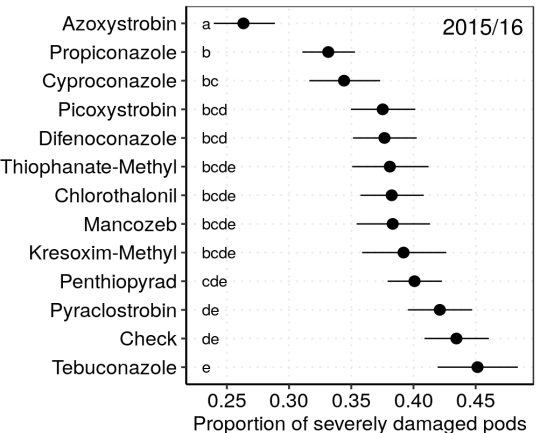 2015/16
Azoxystrobin a
Propiconazole b
Cyproconazole bc
Picoxystrobin bcd
Difenoconazole bcd
Thiophanate-Methyl bcde
Chlorothalonil bcde
Mancozeb bcde
Kresoxim-Methyl bcde
Penthiopyrad cde
Pyraclostrobin de
Check de
Tebuconazole e
0.25 0.30 0.35 0.40 0.45
Proportion of severely damaged pods